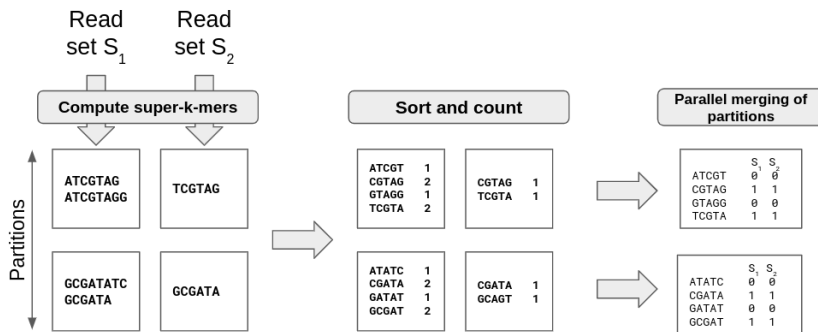 Read
set S1
Read
set S2
Compute super-k-mers
Sort and count
Parallel merging of
partitions
Partitions
ATCGTAG
ATCGTAGG
TCGTAG
ATCGT 1
CGTAG 2
GTAGG 1
TCGTA 2
CGTAG 1
TCGTA 1
S1 S2
ATCGT 0 0
CGTAG 1 1
GTAGG 0 0
TCGTA 1 1
GCGATATC
GCGATA
GCGATA
ATATC 1
CGATA 2
GATAT 1
GCGAT 2
CGATA 1
GCAGT 1
S1 S2
ATATC 0 0
CGATA 1 1
GATAT 0 0
GCGAT 1 1